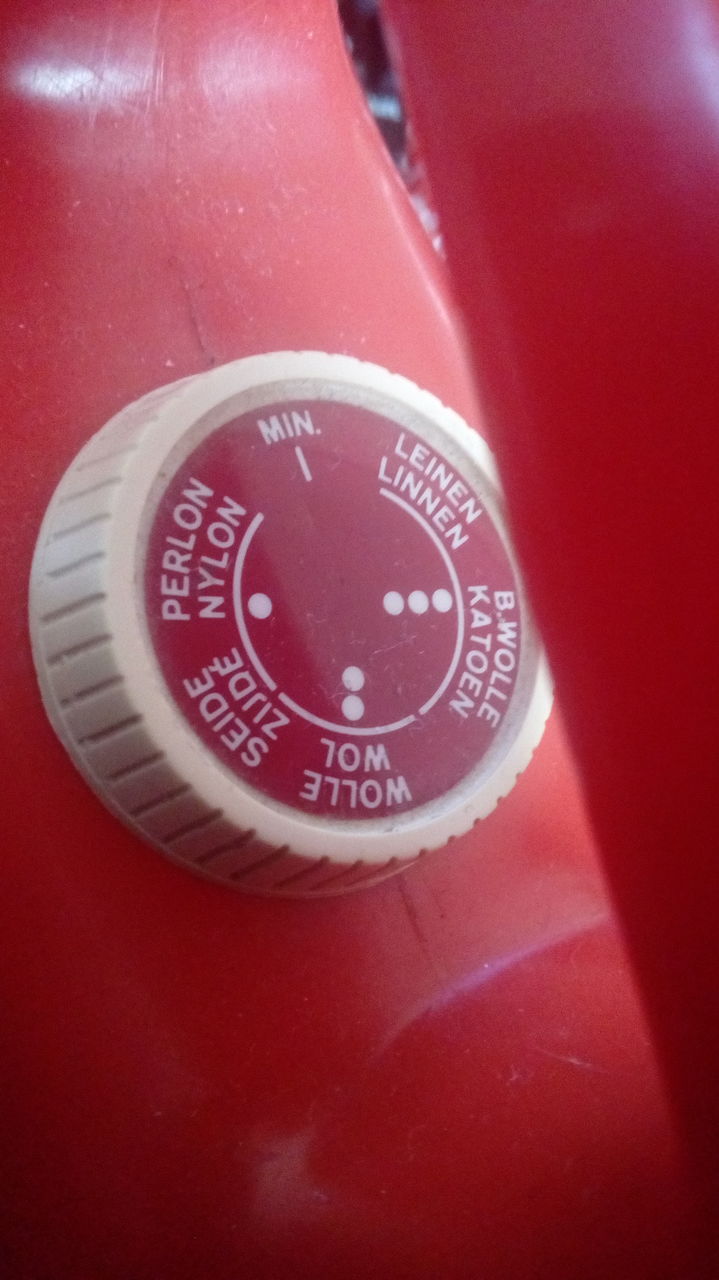 MIN.
LEINEN
LINNEN
B.WOLLE
KATOEN
WOLLE
WOL
SEIDE
ZIJDE
PERLON
NYLON